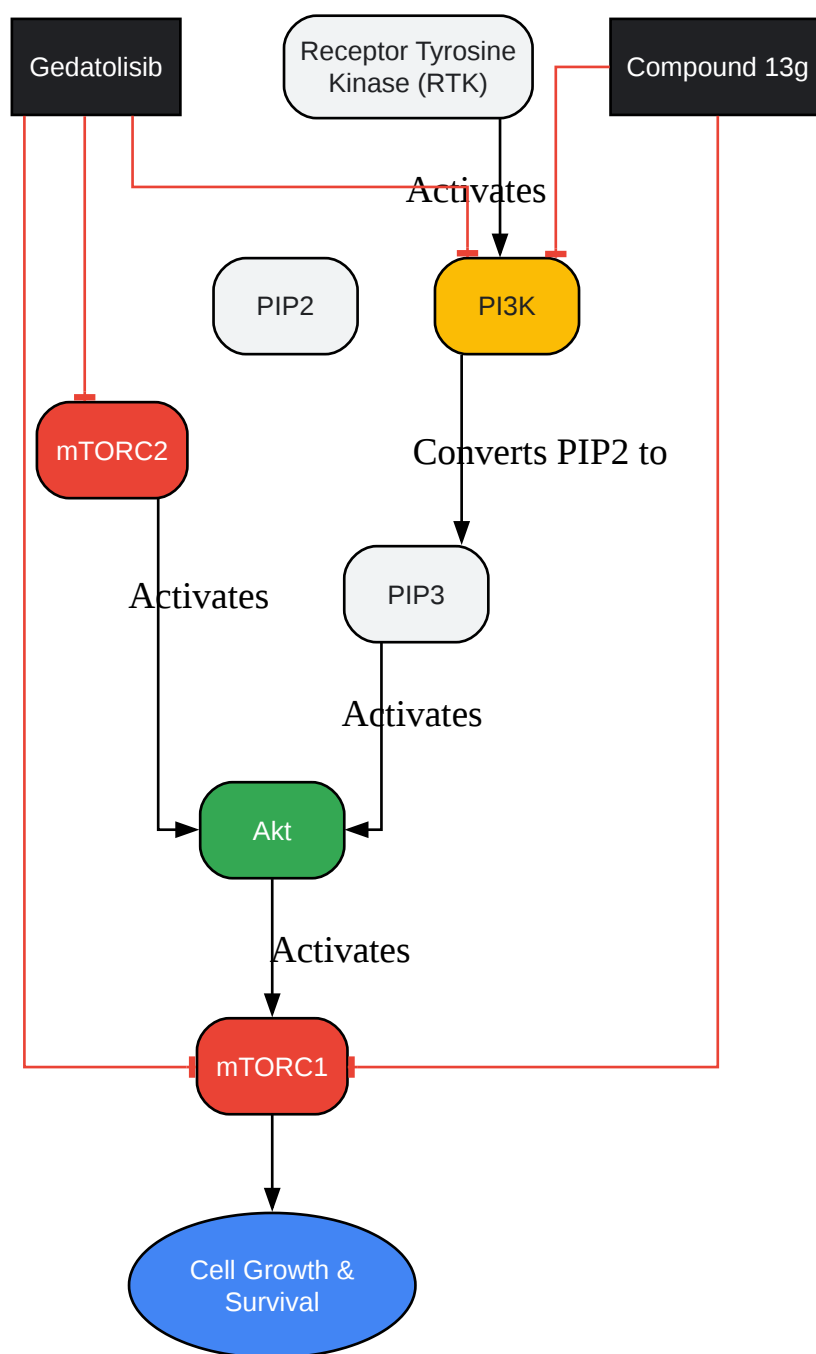 Gedatolisib
Receptor Tyrosine
Kinase (RTK)
Compound 13g
Activates
PIP2
PI3K
mTORC2
Converts PIP2 to
Activates
PIP3
Activates
Akt
Activates
mTORC1
Cell Growth &
Survival